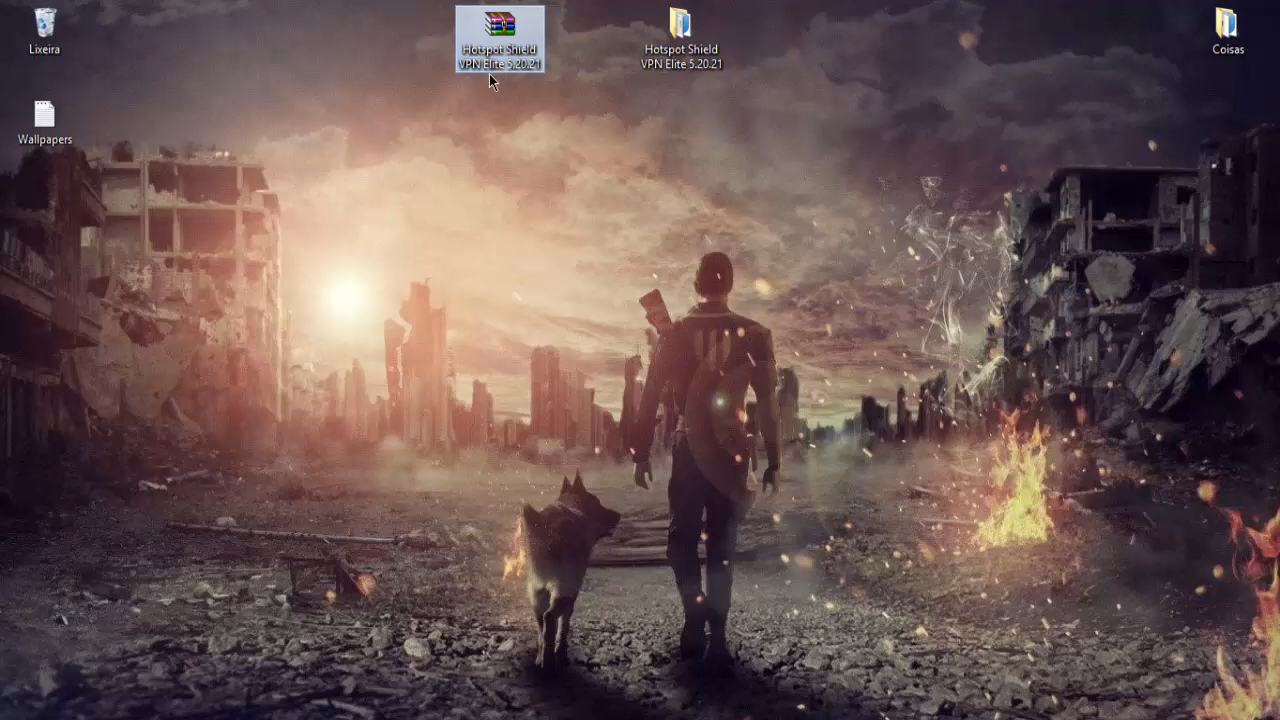 Lixeira
Hotspot Shield
VPN Elite 5.20.21
Hotspot Shield
VPN Elite 5.20.21
Coisas
Wallpapers